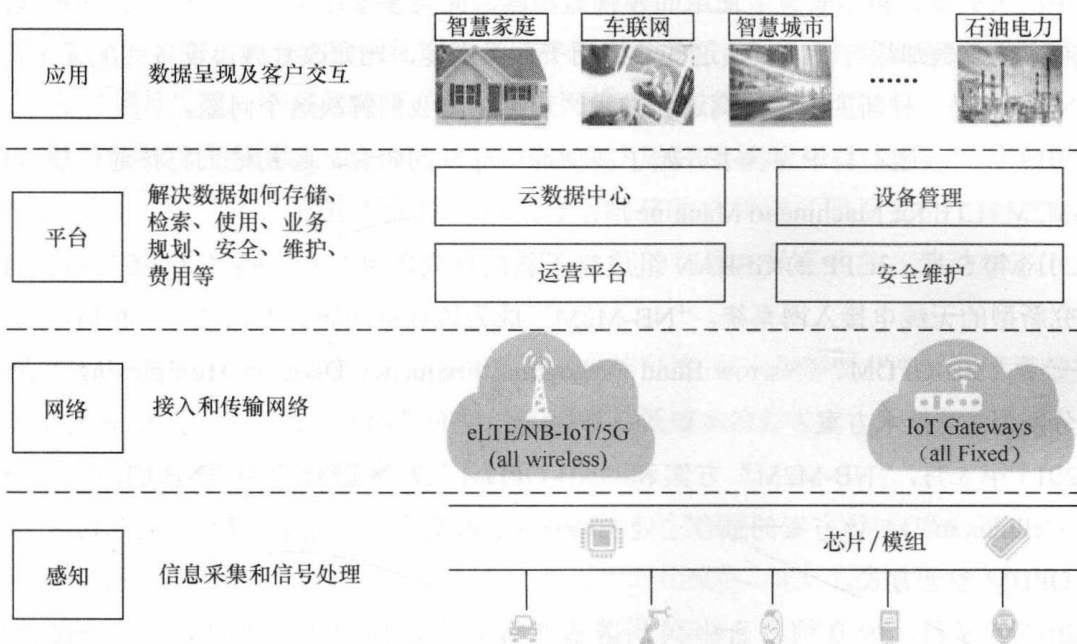 智慧家庭 车联网 智慧城市 石油电力
应用 数据呈现及客户交互 ……
平台
解决数据如何存储、
检索、使用、业务
规划、安全、维护、
费用等
云数据中心 设备管理
运营平台 安全维护
网络 接入和传输网络
eLTE/NB-IoT/5G
(all wireless)
IoT Gateways
(all Fixed)
感知 信息采集和信号处理
芯片/模组